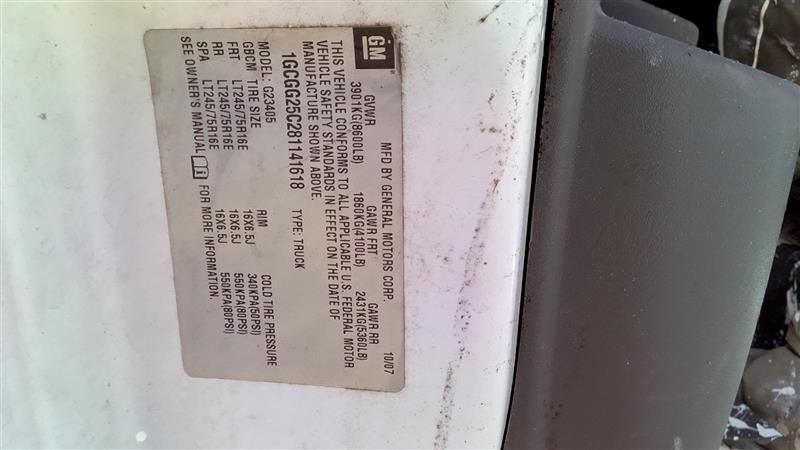 GM
MFD BY GENERAL MOTORS CORP. 10/07
GVWR GAWR FRT GAWR RR
3901KG(8600LB) 1860KG(4100LB) 2431KG(5360LB)
THIS VEHICLE CONFORMS TO ALL APPLICABLE U.S. FEDERAL MOTOR
VEHICLE SAFETY STANDARDS IN EFFECT ON THE DATE OF
MANUFACTURE SHOWN ABOVE.
1GCGG25C281141618 TYPE: TRUCK
MODEL: G23405
GBCM TIRE SIZE RIM COLD TIRE PRESSURE
FRT LT245/75R16E 16X6.5J 340KPA(50PSI)
RR LT245/75R16E 16X6.5J 550KPA(80PSI)
SPA LT245/75R16E 16X6.5J 550KPA(80PSI)
SEE OWNER'S MANUAL i FOR MORE INFORMATION.